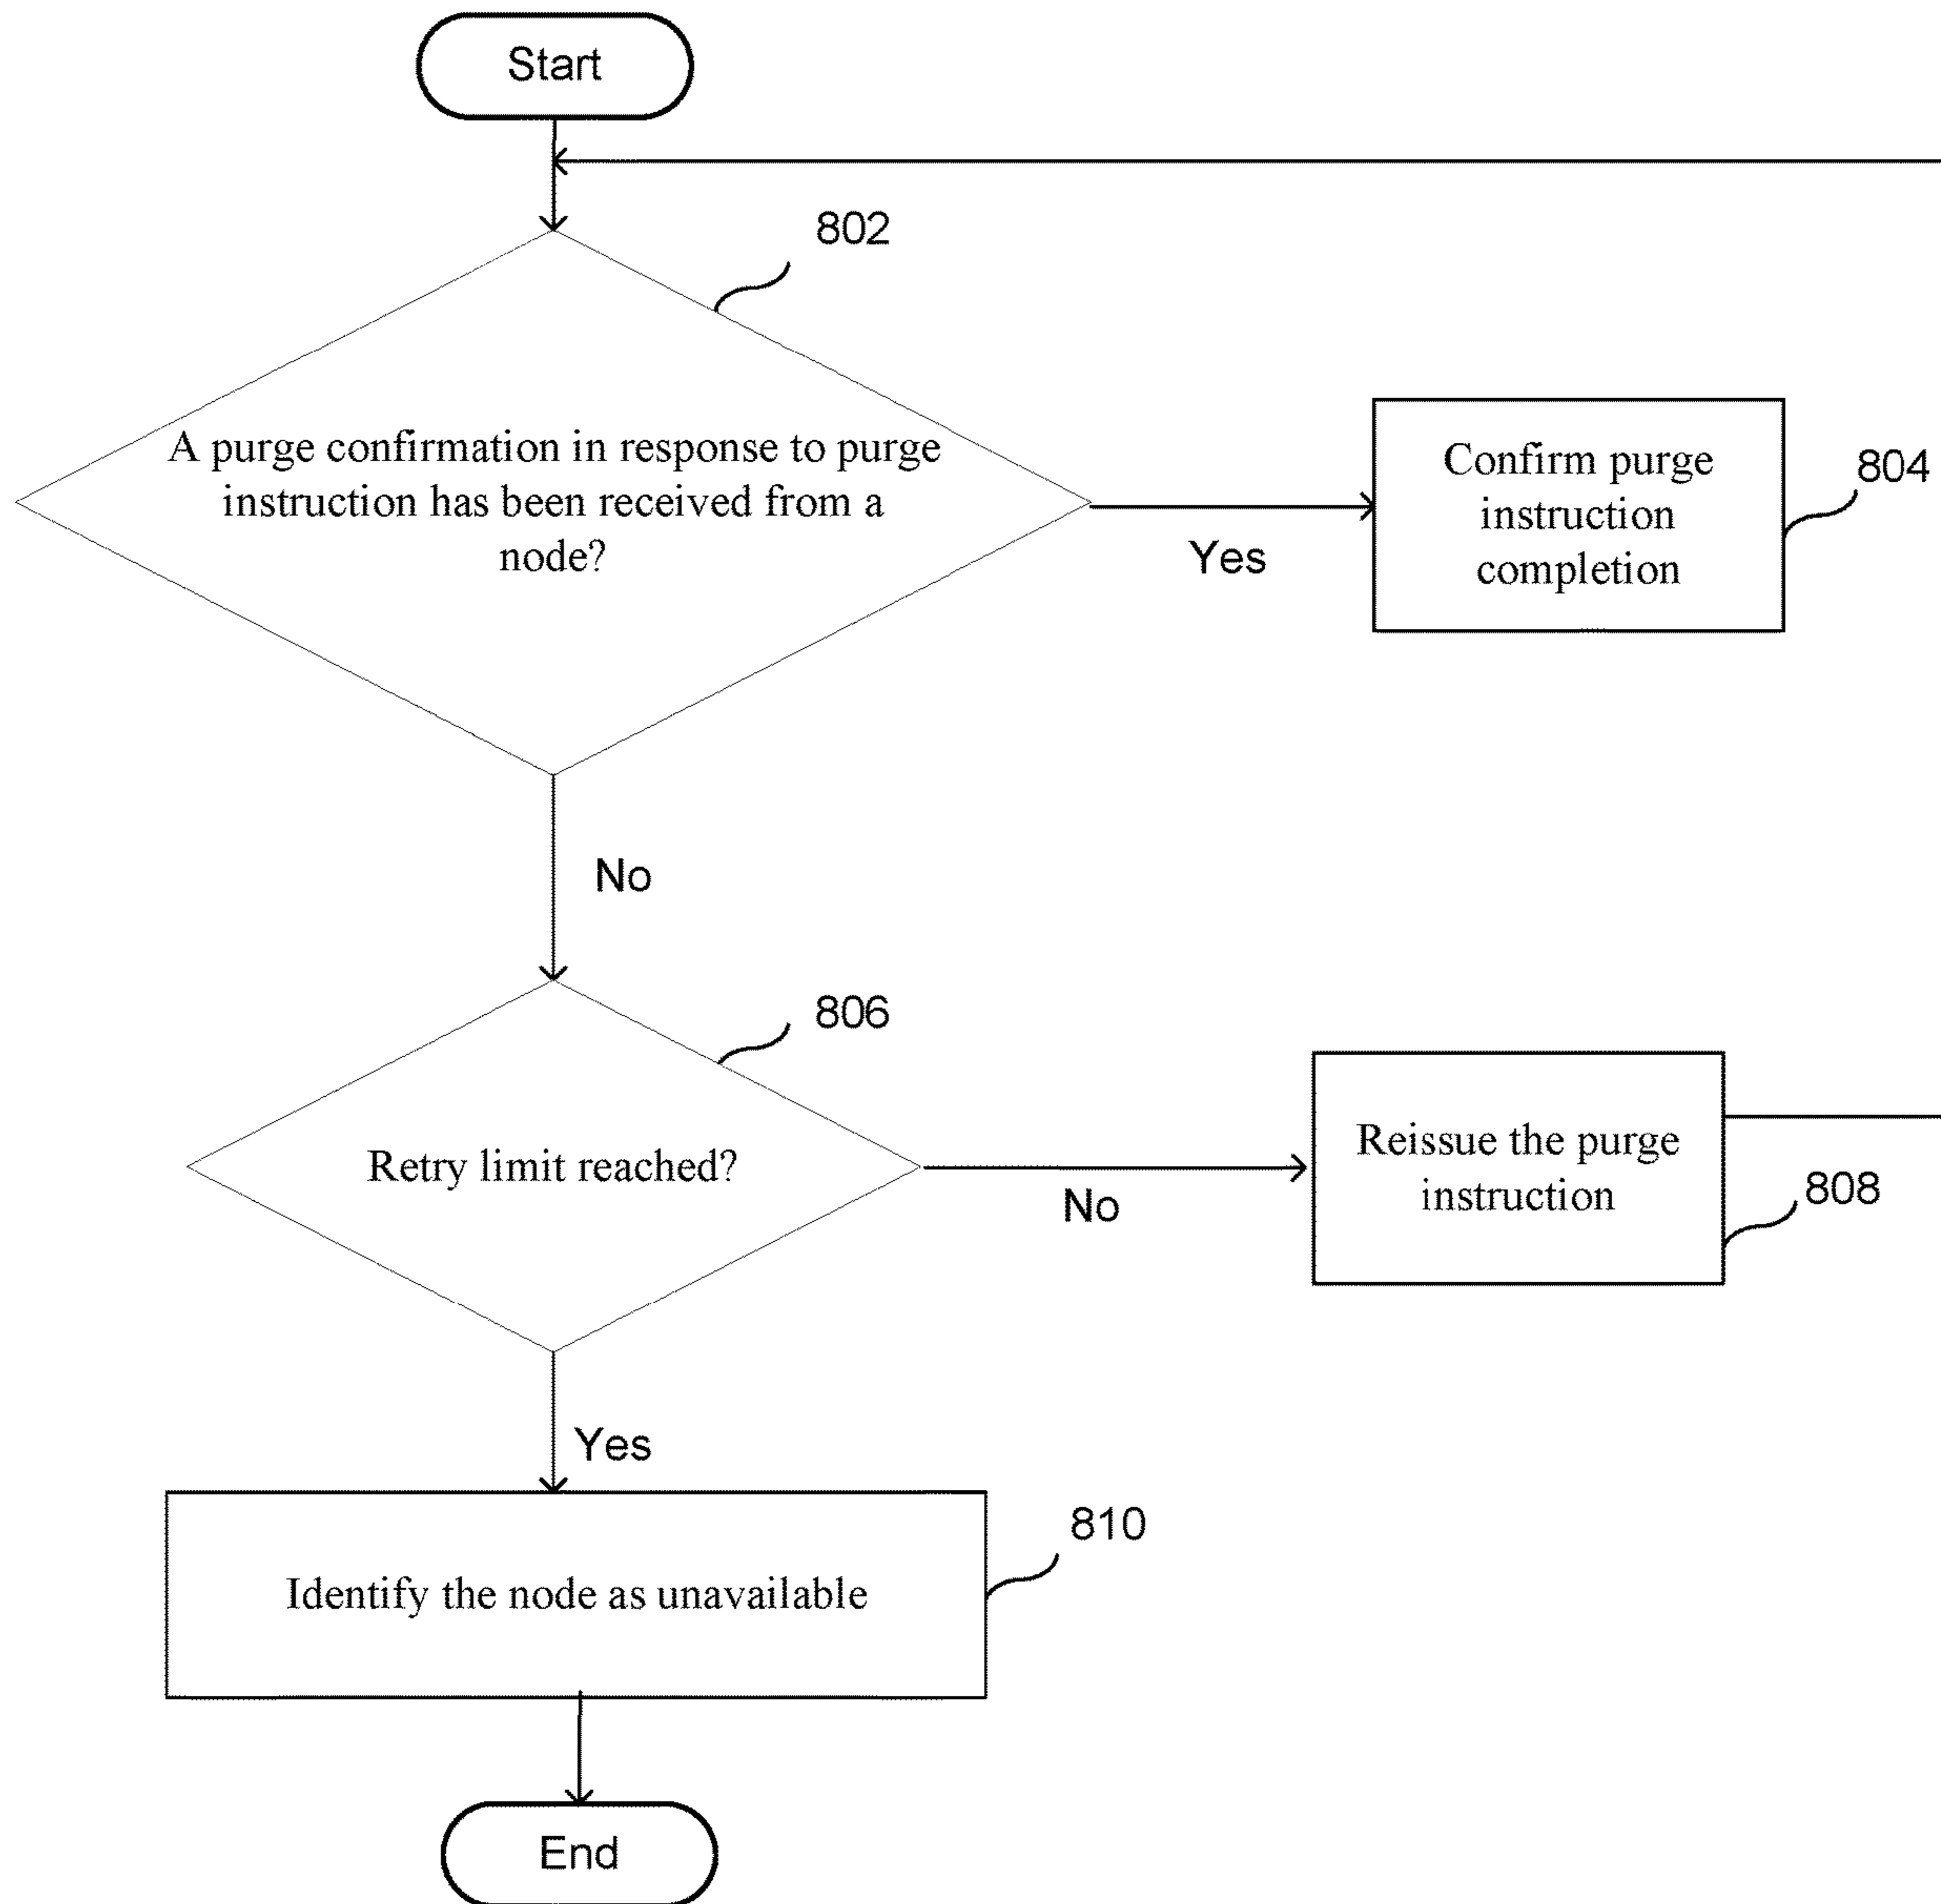 Start
802
A purge confirmation in response to purge
instruction has been received from a
node?
Yes
Confirm purge
instruction
completion
804
No
806
Retry limit reached?
No
Reissue the purge
instruction
808
Yes
810
Identify the node as unavailable
End